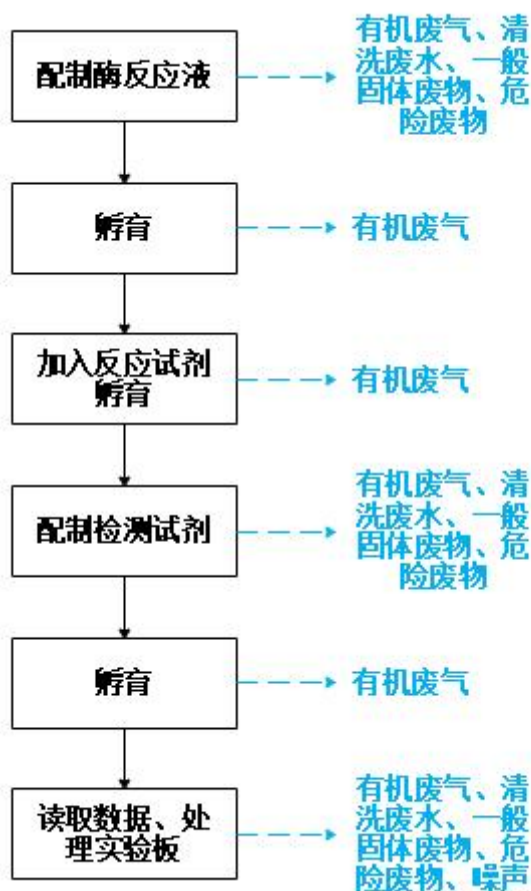 配制酶反应液
有机废气、清
洗废水、一般
固体废物、危
险废物
孵育
有机废气
加入反应试剂
孵育
有机废气
配制检测试剂
有机废气、清
洗废水、一般
固体废物、危
险废物
孵育
有机废气
读取数据、处
理实验板
有机废气、清
洗废水、一般
固体废物、危
险废物、噪声